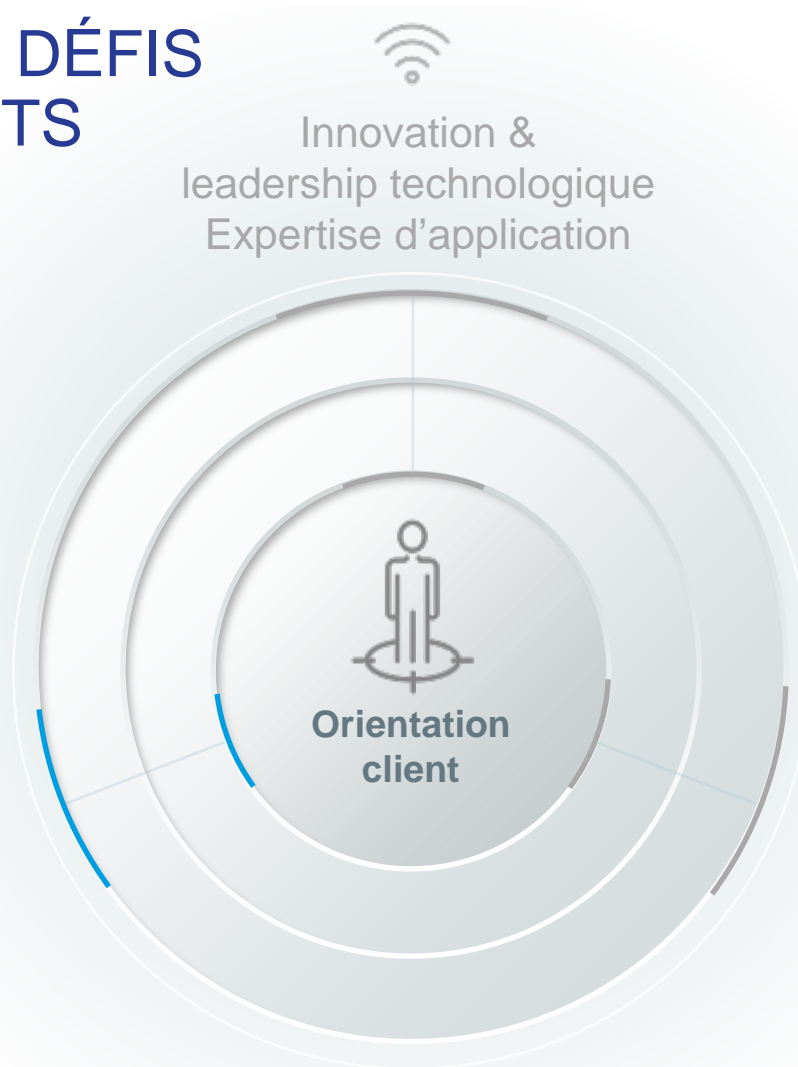 DÉFIS
TS
Innovation &
leadership technologique
Expertise d'application
Orientation
client